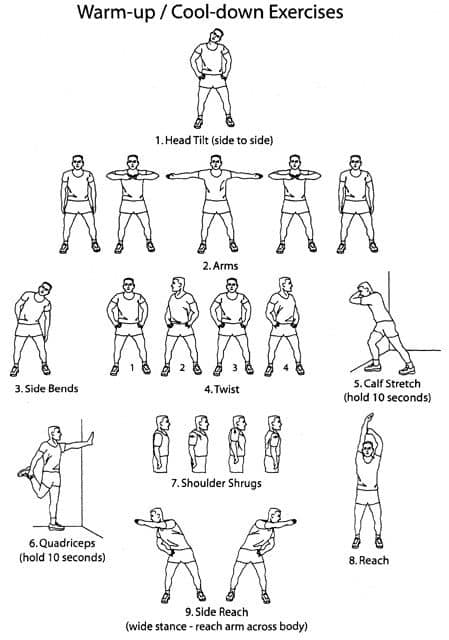 Warm-up / Cool-down Exercises
1. Head Tilt (side to side)
2. Arms
3. Side Bends
1 2 3 4
4. Twist
5. Calf Stretch
(hold 10 seconds)
6. Quadriceps
(hold 10 seconds)
7. Shoulder Shrugs
8. Reach
9. Side Reach
(wide stance - reach arm across body)